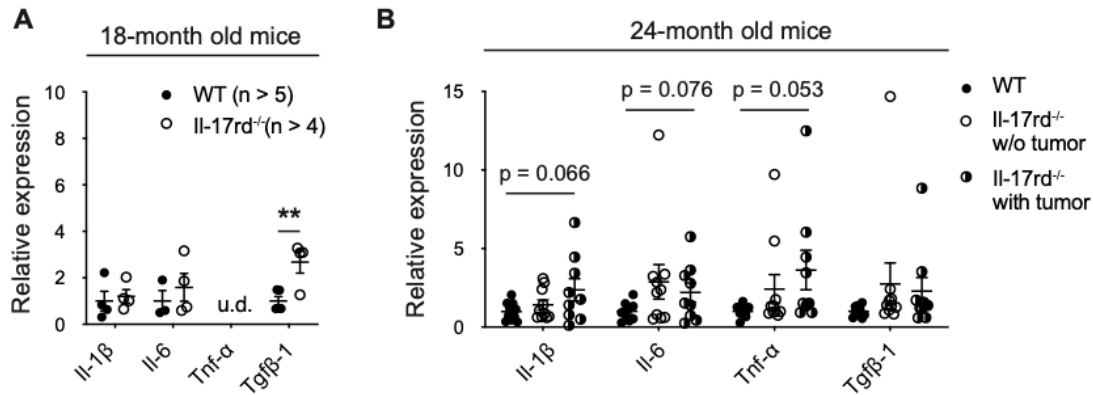 A
18-month old mice
Relative expression
10
8
6
4
2
0
WT (n > 5)
Il-17rd-/-(n > 4)
**
u.d.
Il-1β
Il-6
Tnf-α
Tgfβ-1
B
24-month old mice
Relative expression
15
10
5
0
p = 0.066
p = 0.076
p = 0.053
Il-1β
Il-6
Tnf-α
Tgfβ-1
WT
Il-17rd-/-
w/o tumor
Il-17rd-/-
with tumor